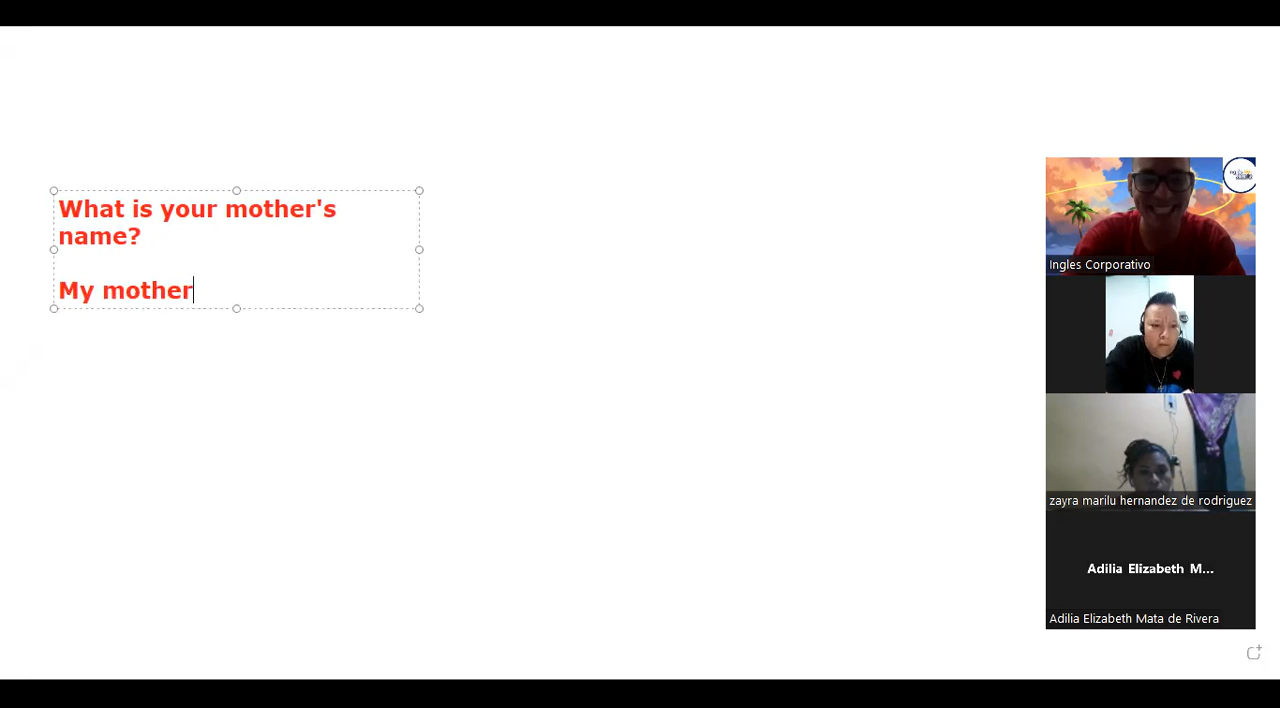 What is your mother's
name?
My mother
Ingles Corporativo
zayra marilu hernandez de rodriguez
Adilia Elizabeth M...
Adilia Elizabeth Mata de Rivera